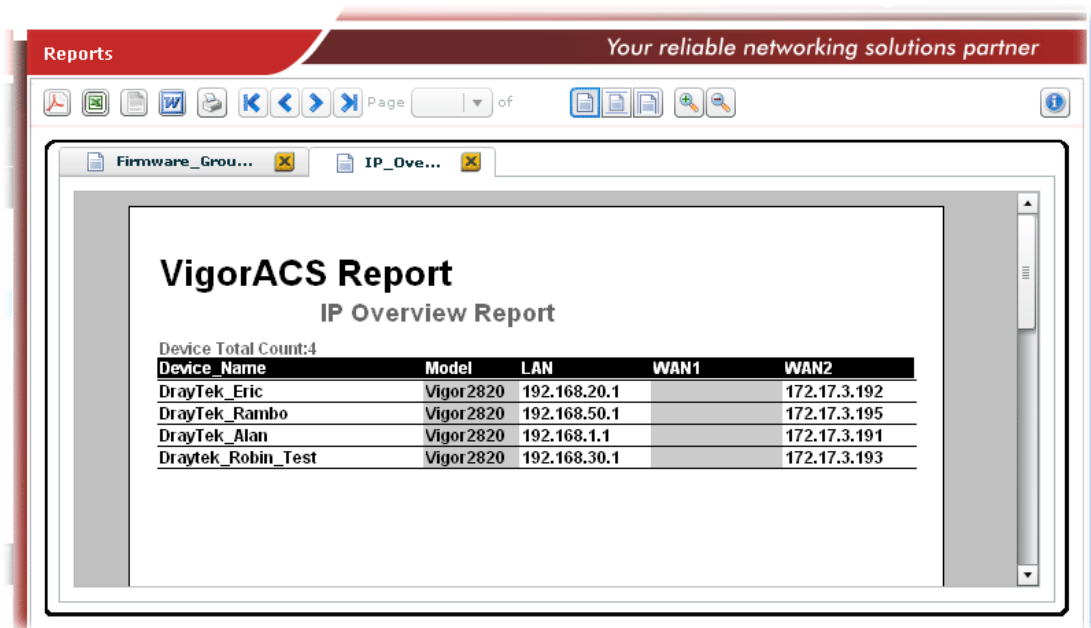 Reports
Your reliable networking solutions partner
Page of
Firmware_Grou... IP_Ove...
VigorACS Report
IP Overview Report
Device Total Count:4
Device_Name Model LAN WAN1 WAN2
DrayTek_Eric Vigor2820 192.168.20.1 172.17.3.192
DrayTek_Rambo Vigor2820 192.168.50.1 172.17.3.195
DrayTek_Alan Vigor2820 192.168.1.1 172.17.3.191
Draytek_Robin_Test Vigor2820 192.168.30.1 172.17.3.193